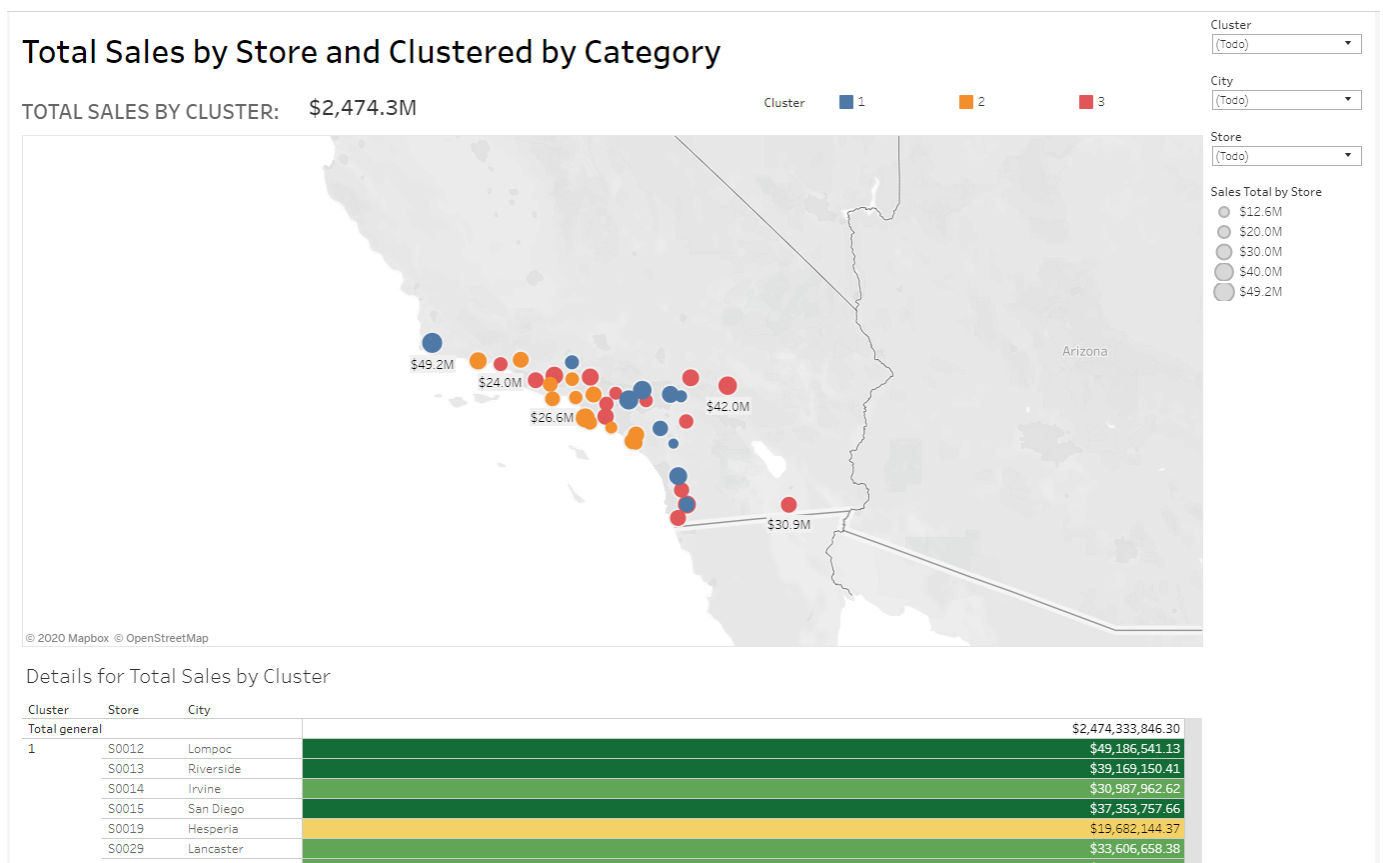 Total Sales by Store and Clustered by Category
TOTAL SALES BY CLUSTER: $2,474.3M
Cluster 1 2 3
Cluster
(Todo)
City
(Todo)
Store
(Todo)
Sales Total by Store
$12.6M
$20.0M
$30.0M
$40.0M
$49.2M
Arizona
$49.2M
$24.0M
$42.0M
$26.6M
$30.9M
© 2020 Mapbox © OpenStreetMap
Details for Total Sales by Cluster
Cluster Store City
Total general $2,474,333,846.30
1 S0012 Lompoc $49,186,541.13
S0013 Riverside $39,169,150.41
S0014 Irvine $30,987,962.62
S0015 San Diego $37,353,757.66
S0019 Hesperia $19,682,144.37
S0029 Lancaster $33,606,658.38